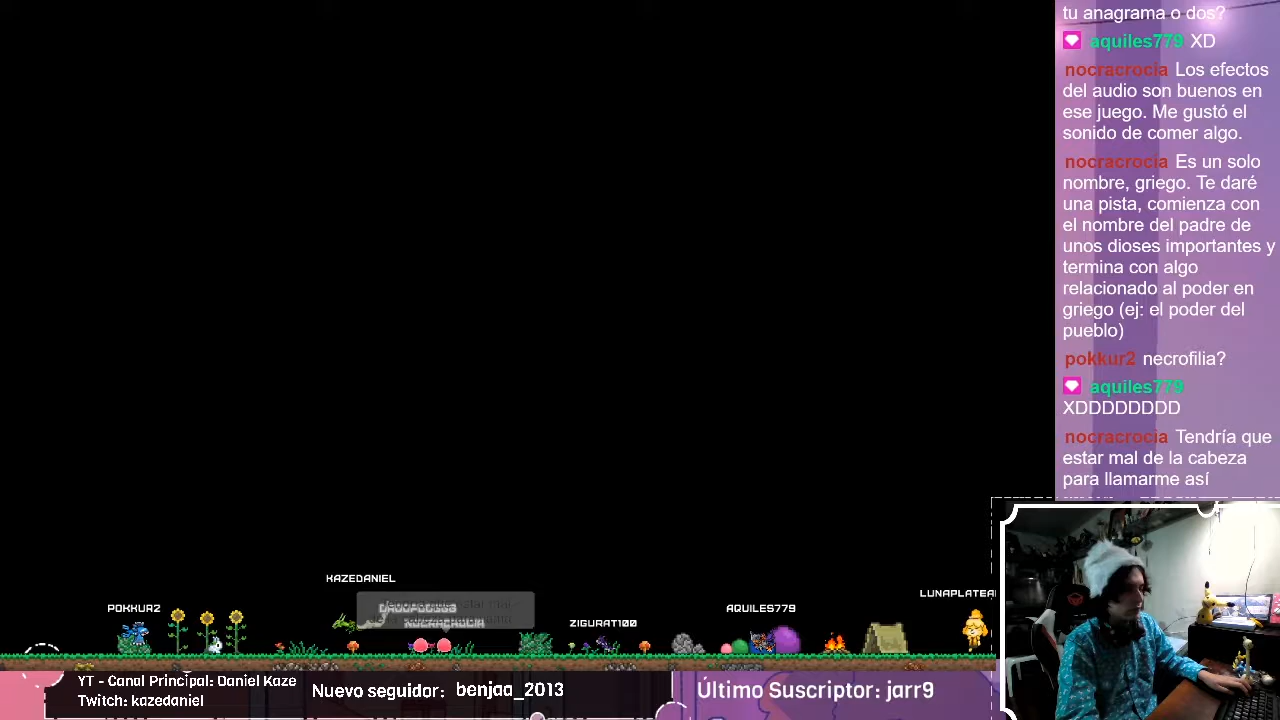 tu anagrama o dos?
aquiles779 XD
nocracrocia Los efectos
del audio son buenos en
ese juego. Me gustó el
sonido de comer algo.
nocracrocia Es un solo
nombre, griego. Te daré
una pista, comienza con
el nombre del padre de
unos dioses importantes y
termina con algo
relacionado al poder en
griego (ej: el poder del
pueblo)
pokkur2 necrofilia?
aquiles779
XDDDDDDDD
nocracrocia Tendría que
estar mal de la cabeza
para llamarme así
KAZEDANIEL
POKKUR2
NOCRACROCIA
ZIGURAT100
AQUILES779
LUNAPLATEA
YT - Canal Principal: Daniel Kaze
Twitch: kazedaniel
Nuevo seguidor: benjaa_2013
Último Suscriptor: jarr9